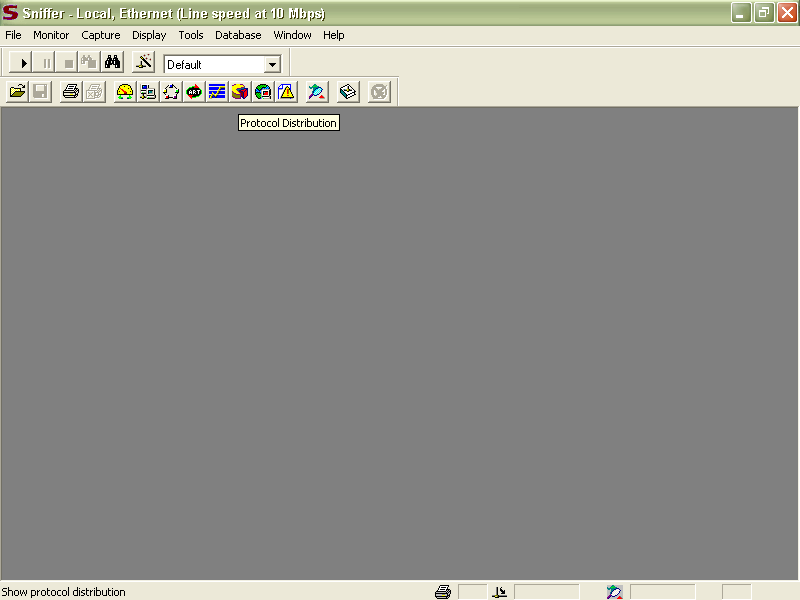 S Sniffer - Local, Ethernet (Line speed at 10 Mbps)
File Monitor Capture Display Tools Database Window Help
Default
ART
Protocol Distribution
Show protocol distribution